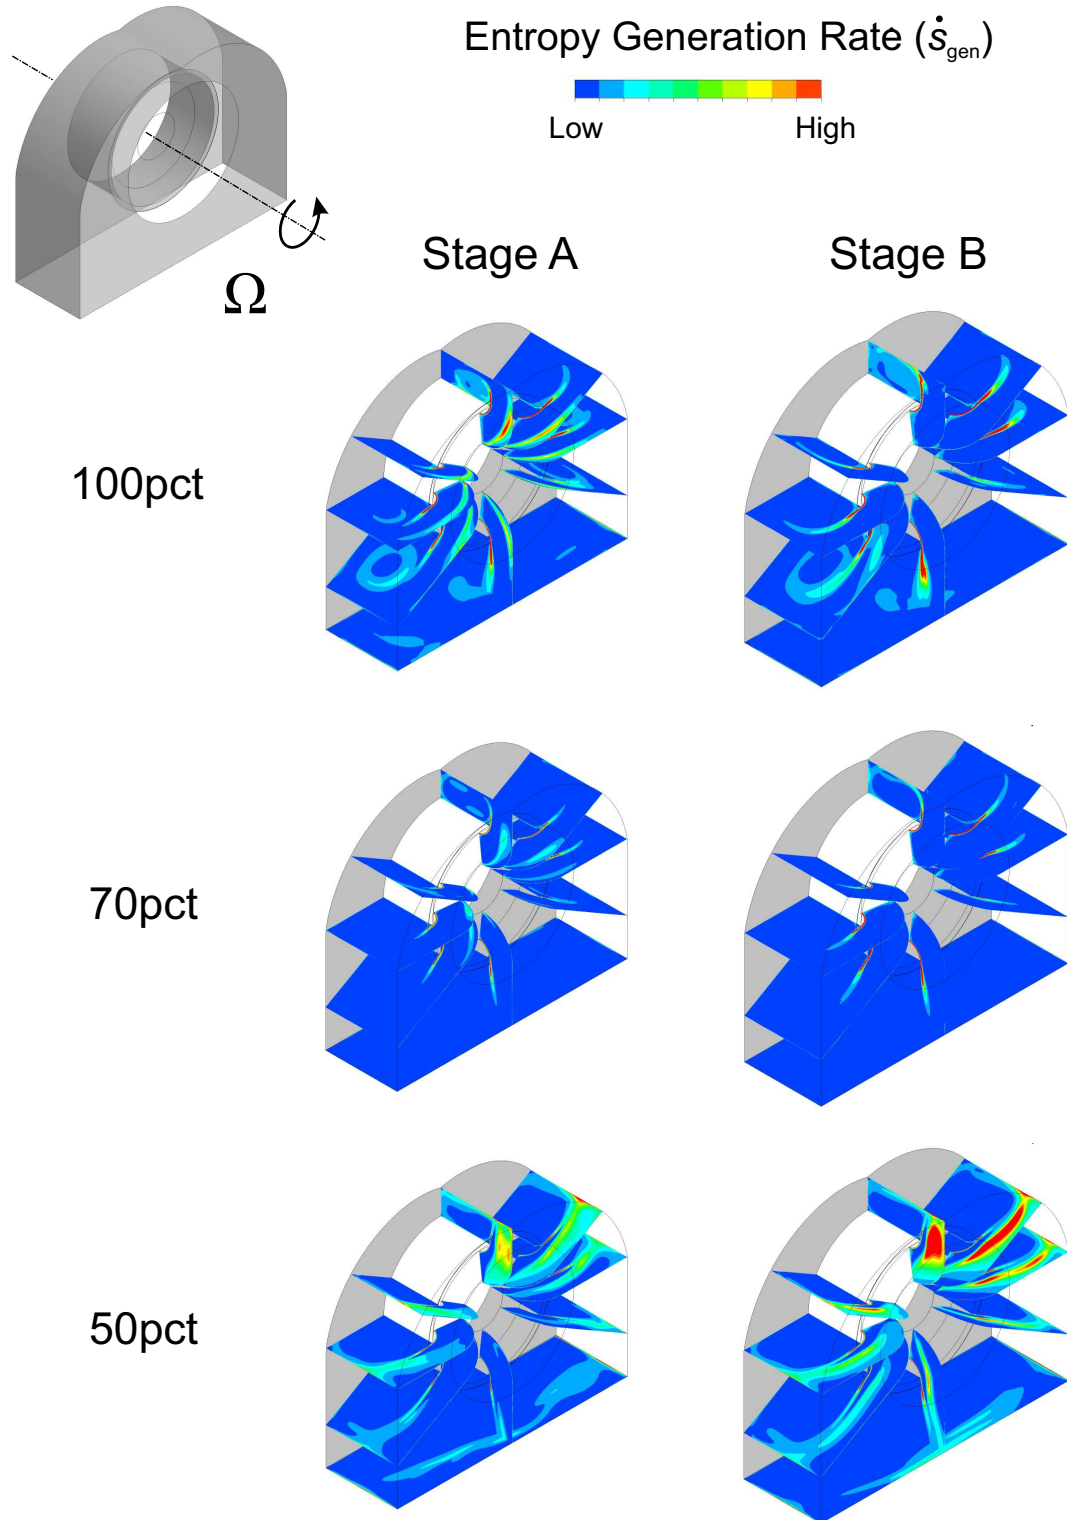 Entropy Generation Rate (ṡgen)
Low High
Ω
Stage A Stage B
100pct
70pct
50pct